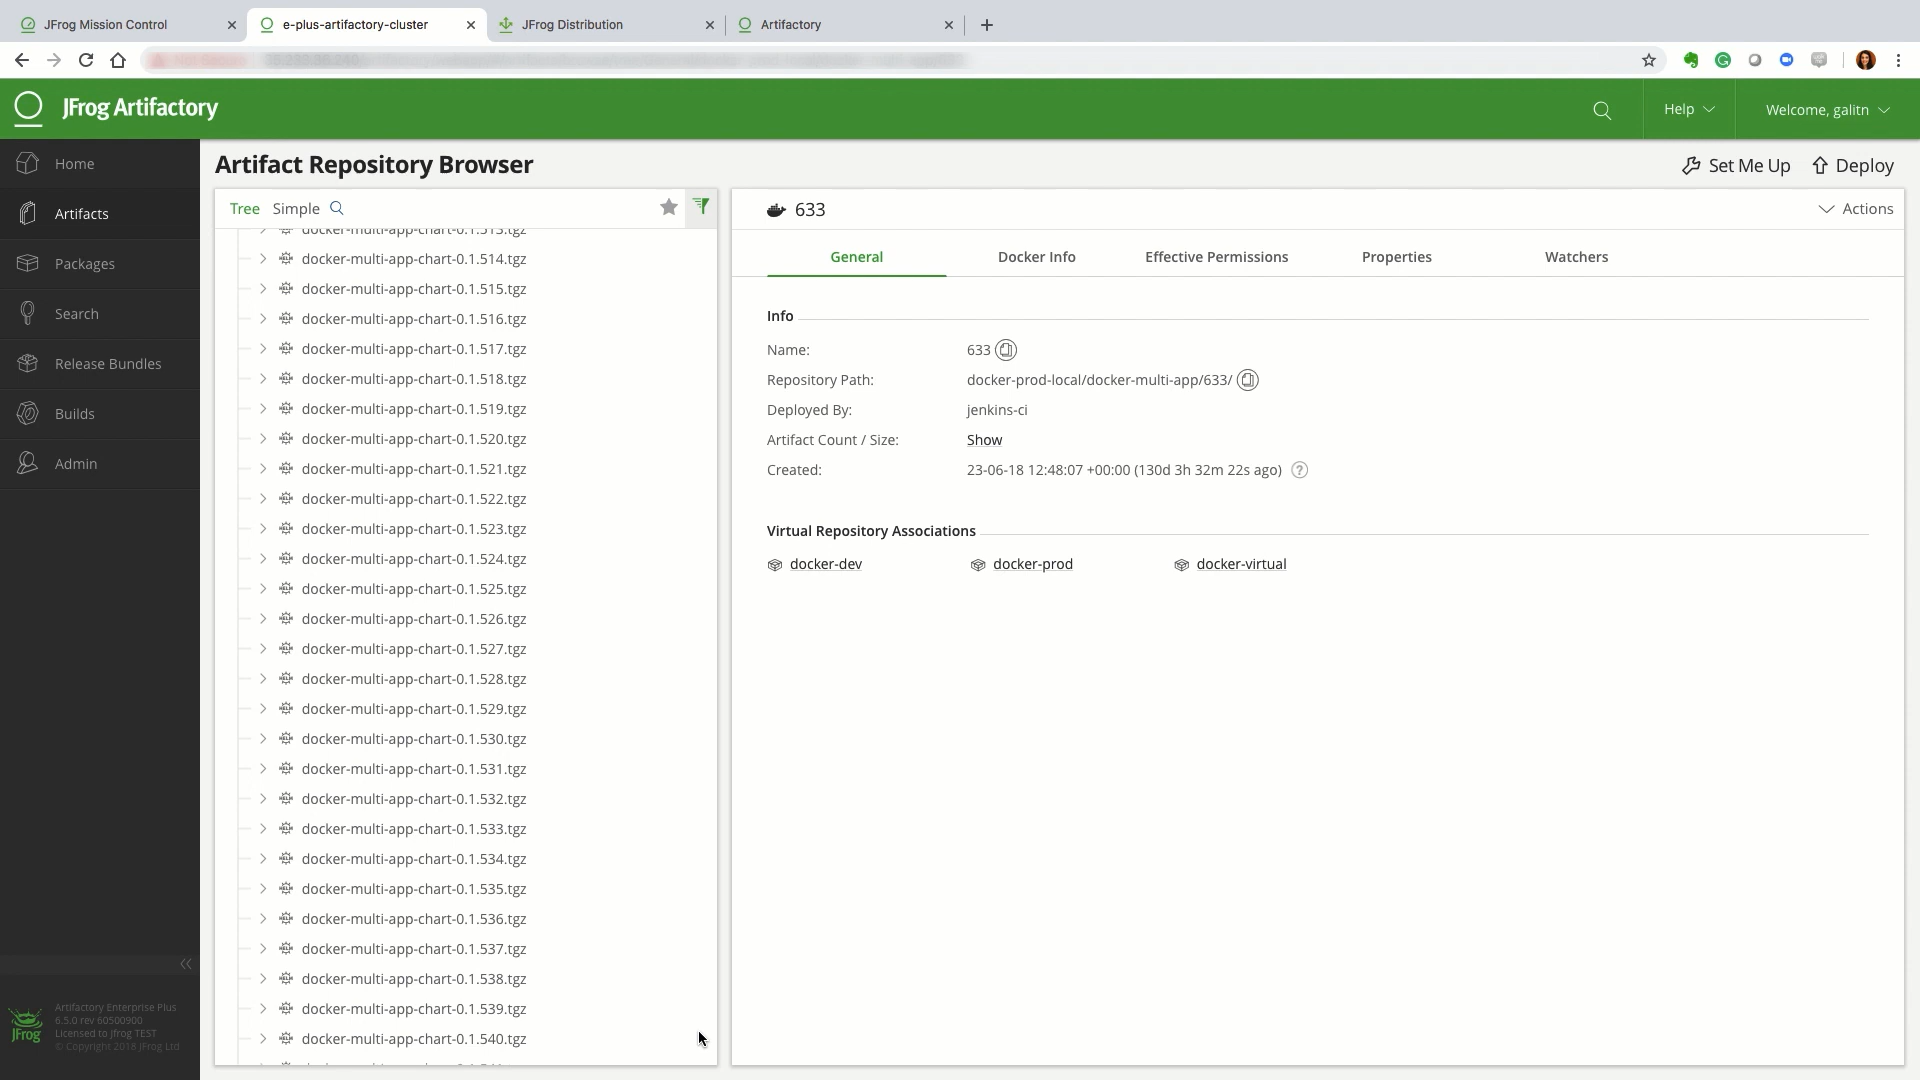 JFrog Mission Control
e-plus-artifactory-cluster
JFrog Distribution
Artifactory
JFrog Artifactory
Help
Welcome, galitn
Home
Artifacts
Packages
Search
Release Bundles
Builds
Admin
Artifactory Enterprise Plus
6.5.0 rev 60500900
Licensed to Jfrog TEST
© Copyright 2018 JFrog Ltd
JFrog
Artifact Repository Browser
Set Me Up
Deploy
Tree Simple
docker-multi-app-chart-0.1.513.tgz
docker-multi-app-chart-0.1.514.tgz
docker-multi-app-chart-0.1.515.tgz
docker-multi-app-chart-0.1.516.tgz
docker-multi-app-chart-0.1.517.tgz
docker-multi-app-chart-0.1.518.tgz
docker-multi-app-chart-0.1.519.tgz
docker-multi-app-chart-0.1.520.tgz
docker-multi-app-chart-0.1.521.tgz
docker-multi-app-chart-0.1.522.tgz
docker-multi-app-chart-0.1.523.tgz
docker-multi-app-chart-0.1.524.tgz
docker-multi-app-chart-0.1.525.tgz
docker-multi-app-chart-0.1.526.tgz
docker-multi-app-chart-0.1.527.tgz
docker-multi-app-chart-0.1.528.tgz
docker-multi-app-chart-0.1.529.tgz
docker-multi-app-chart-0.1.530.tgz
docker-multi-app-chart-0.1.531.tgz
docker-multi-app-chart-0.1.532.tgz
docker-multi-app-chart-0.1.533.tgz
docker-multi-app-chart-0.1.534.tgz
docker-multi-app-chart-0.1.535.tgz
docker-multi-app-chart-0.1.536.tgz
docker-multi-app-chart-0.1.537.tgz
docker-multi-app-chart-0.1.538.tgz
docker-multi-app-chart-0.1.539.tgz
docker-multi-app-chart-0.1.540.tgz
633
Actions
General Docker Info Effective Permissions Properties Watchers
Info
Name: 633
Repository Path: docker-prod-local/docker-multi-app/633/
Deployed By: jenkins-ci
Artifact Count / Size: Show
Created: 23-06-18 12:48:07 +00:00 (130d 3h 32m 22s ago)
Virtual Repository Associations
docker-dev docker-prod docker-virtual